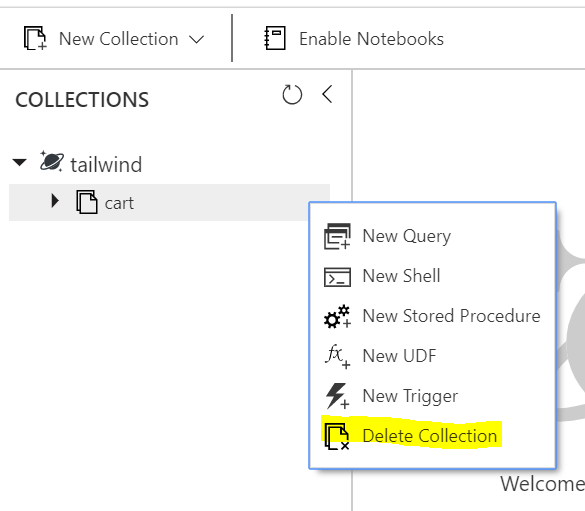 New Collection
Enable Notebooks
COLLECTIONS
tailwind
cart
New Query
New Shell
New Stored Procedure
fx New UDF
New Trigger
Delete Collection
Welcome